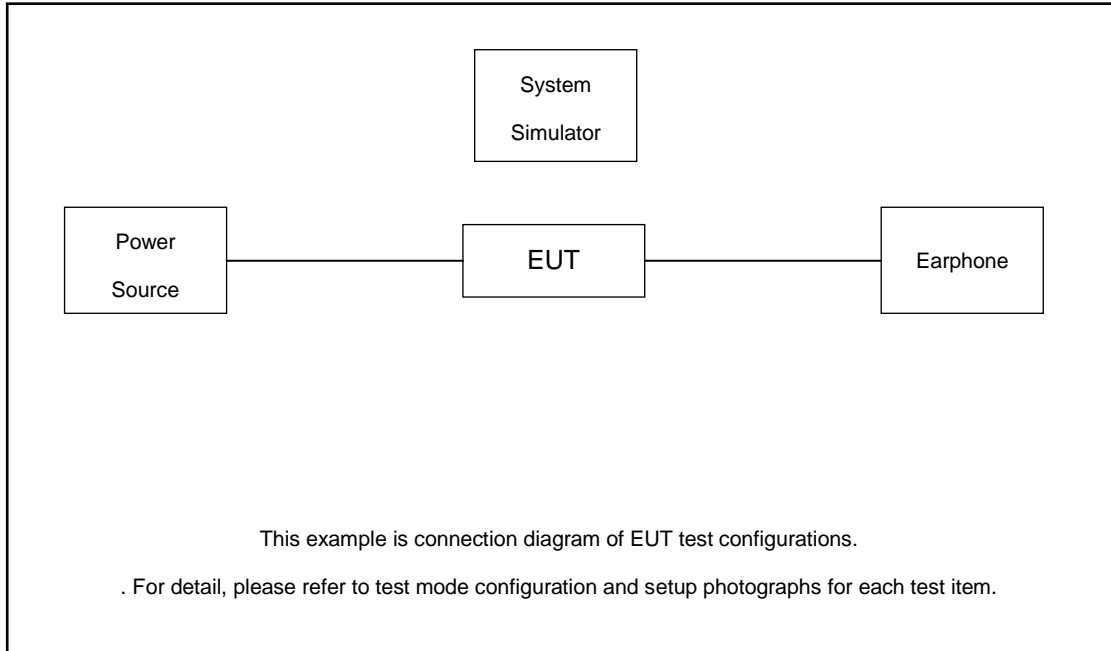 System
Simulator
Power
Source
EUT
Earphone
This example is connection diagram of EUT test configurations.
. For detail, please refer to test mode configuration and setup photographs for each test item.